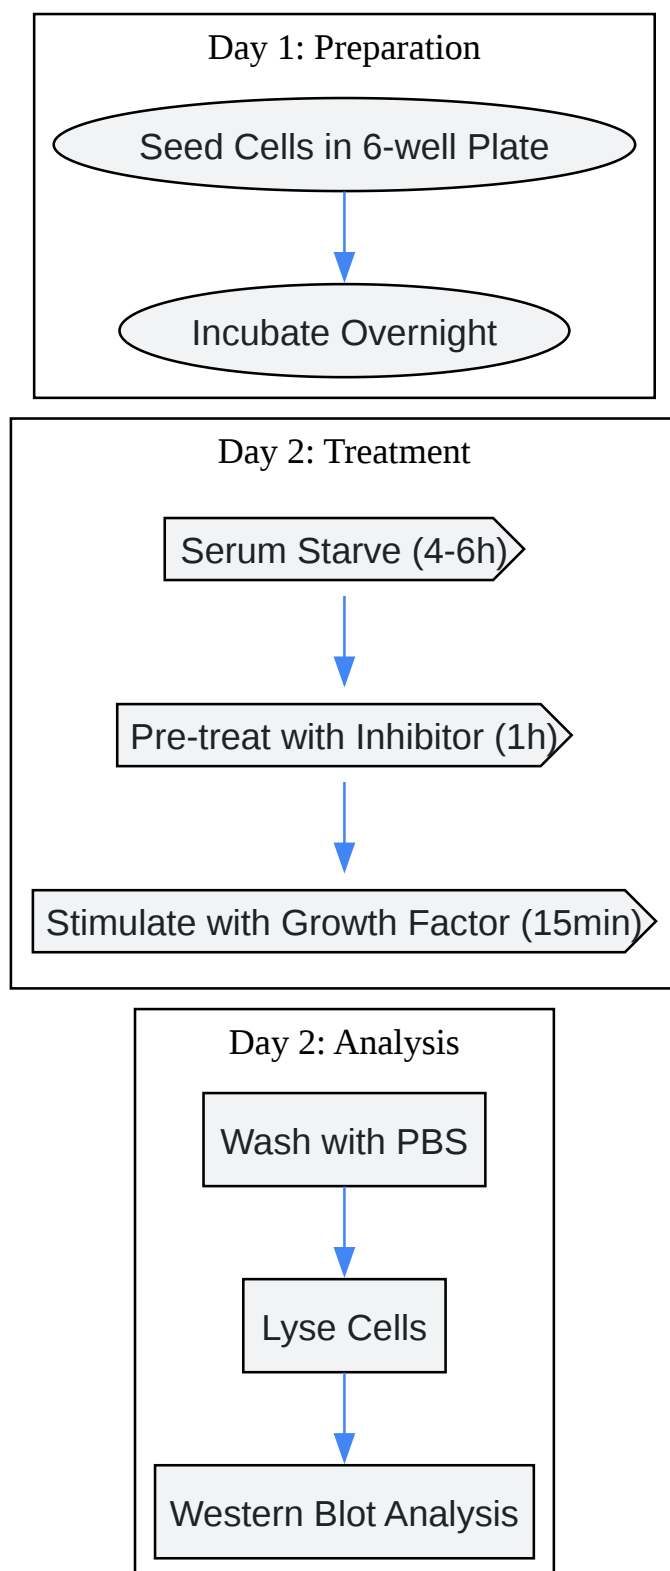 Day 1: Preparation
Seed Cells in 6-well Plate
Incubate Overnight
Day 2: Treatment
Serum Starve (4-6h)
Pre-treat with Inhibitor (1h)
Stimulate with Growth Factor (15min)
Day 2: Analysis
Wash with PBS
Lyse Cells
Western Blot Analysis